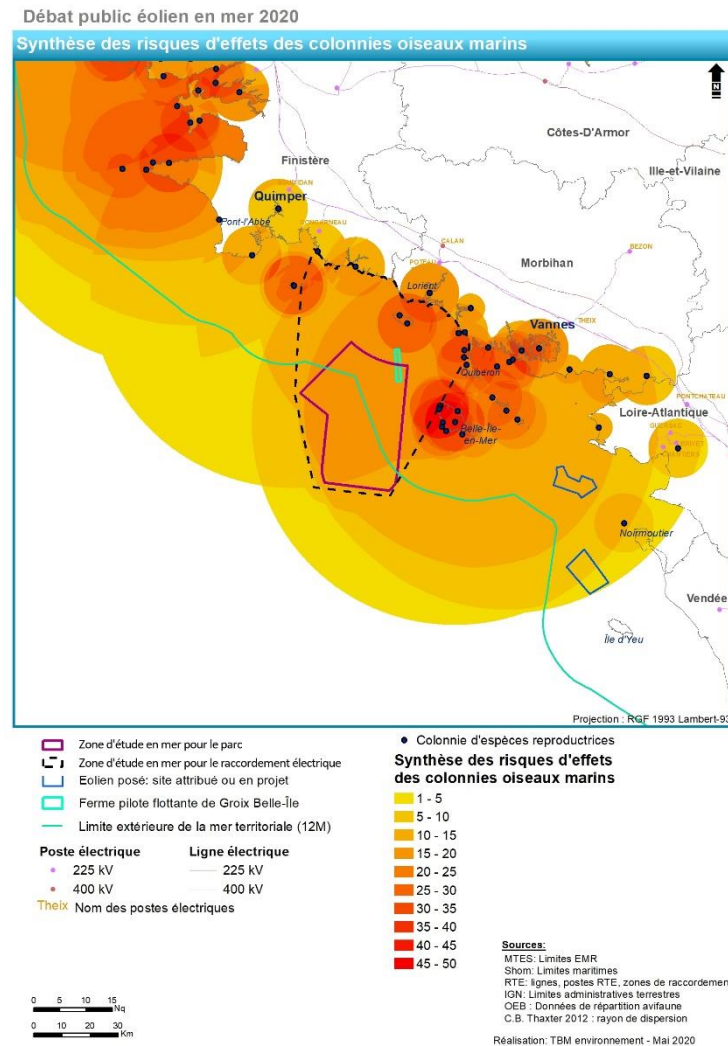 Débat public éolien en mer 2020
Synthèse des risques d'effets des colonnies oiseaux marins
N
Côtes-D'Armor
Finistère
Ille-et-Vilaine
Quimper
Pont-l'Abbé
CALAN
BEZON
Morbihan
Lorient
Vannes
THEIX
Quiberon
PONTCHATEAU
Loire-Atlantique
Belle-Île-
en-Mer
Noirmoutier
Vendée
Île d'Yeu
Projection : RGF 1993 Lambert-93
Zone d'étude en mer pour le parc
Zone d'étude en mer pour le raccordement électrique
Eolien posé: site attribué ou en projet
Ferme pilote flottante de Groix Belle-Île
Limite extérieure de la mer territoriale (12M)
Poste électrique
225 kV
400 kV
Theix Nom des postes électriques
Ligne électrique
225 kV
400 kV
Colonnie d'espèces reproductrices
Synthèse des risques d'effets
des colonnies oiseaux marins
1 - 5
5 - 10
10 - 15
15 - 20
20 - 25
25 - 30
30 - 35
35 - 40
40 - 45
45 - 50
0 5 10 15
Nq
0 10 20 30
Km
Sources:
MTES: Limites EMR
Shom: Limites maritimes
RTE: lignes, postes RTE, zones de raccordemen
IGN: Limites administratives terrestres
OEB : Données de répartition avifaune
C.B. Thaxter 2012 : rayon de dispersion
Réalisation: TBM environnement - Mai 2020